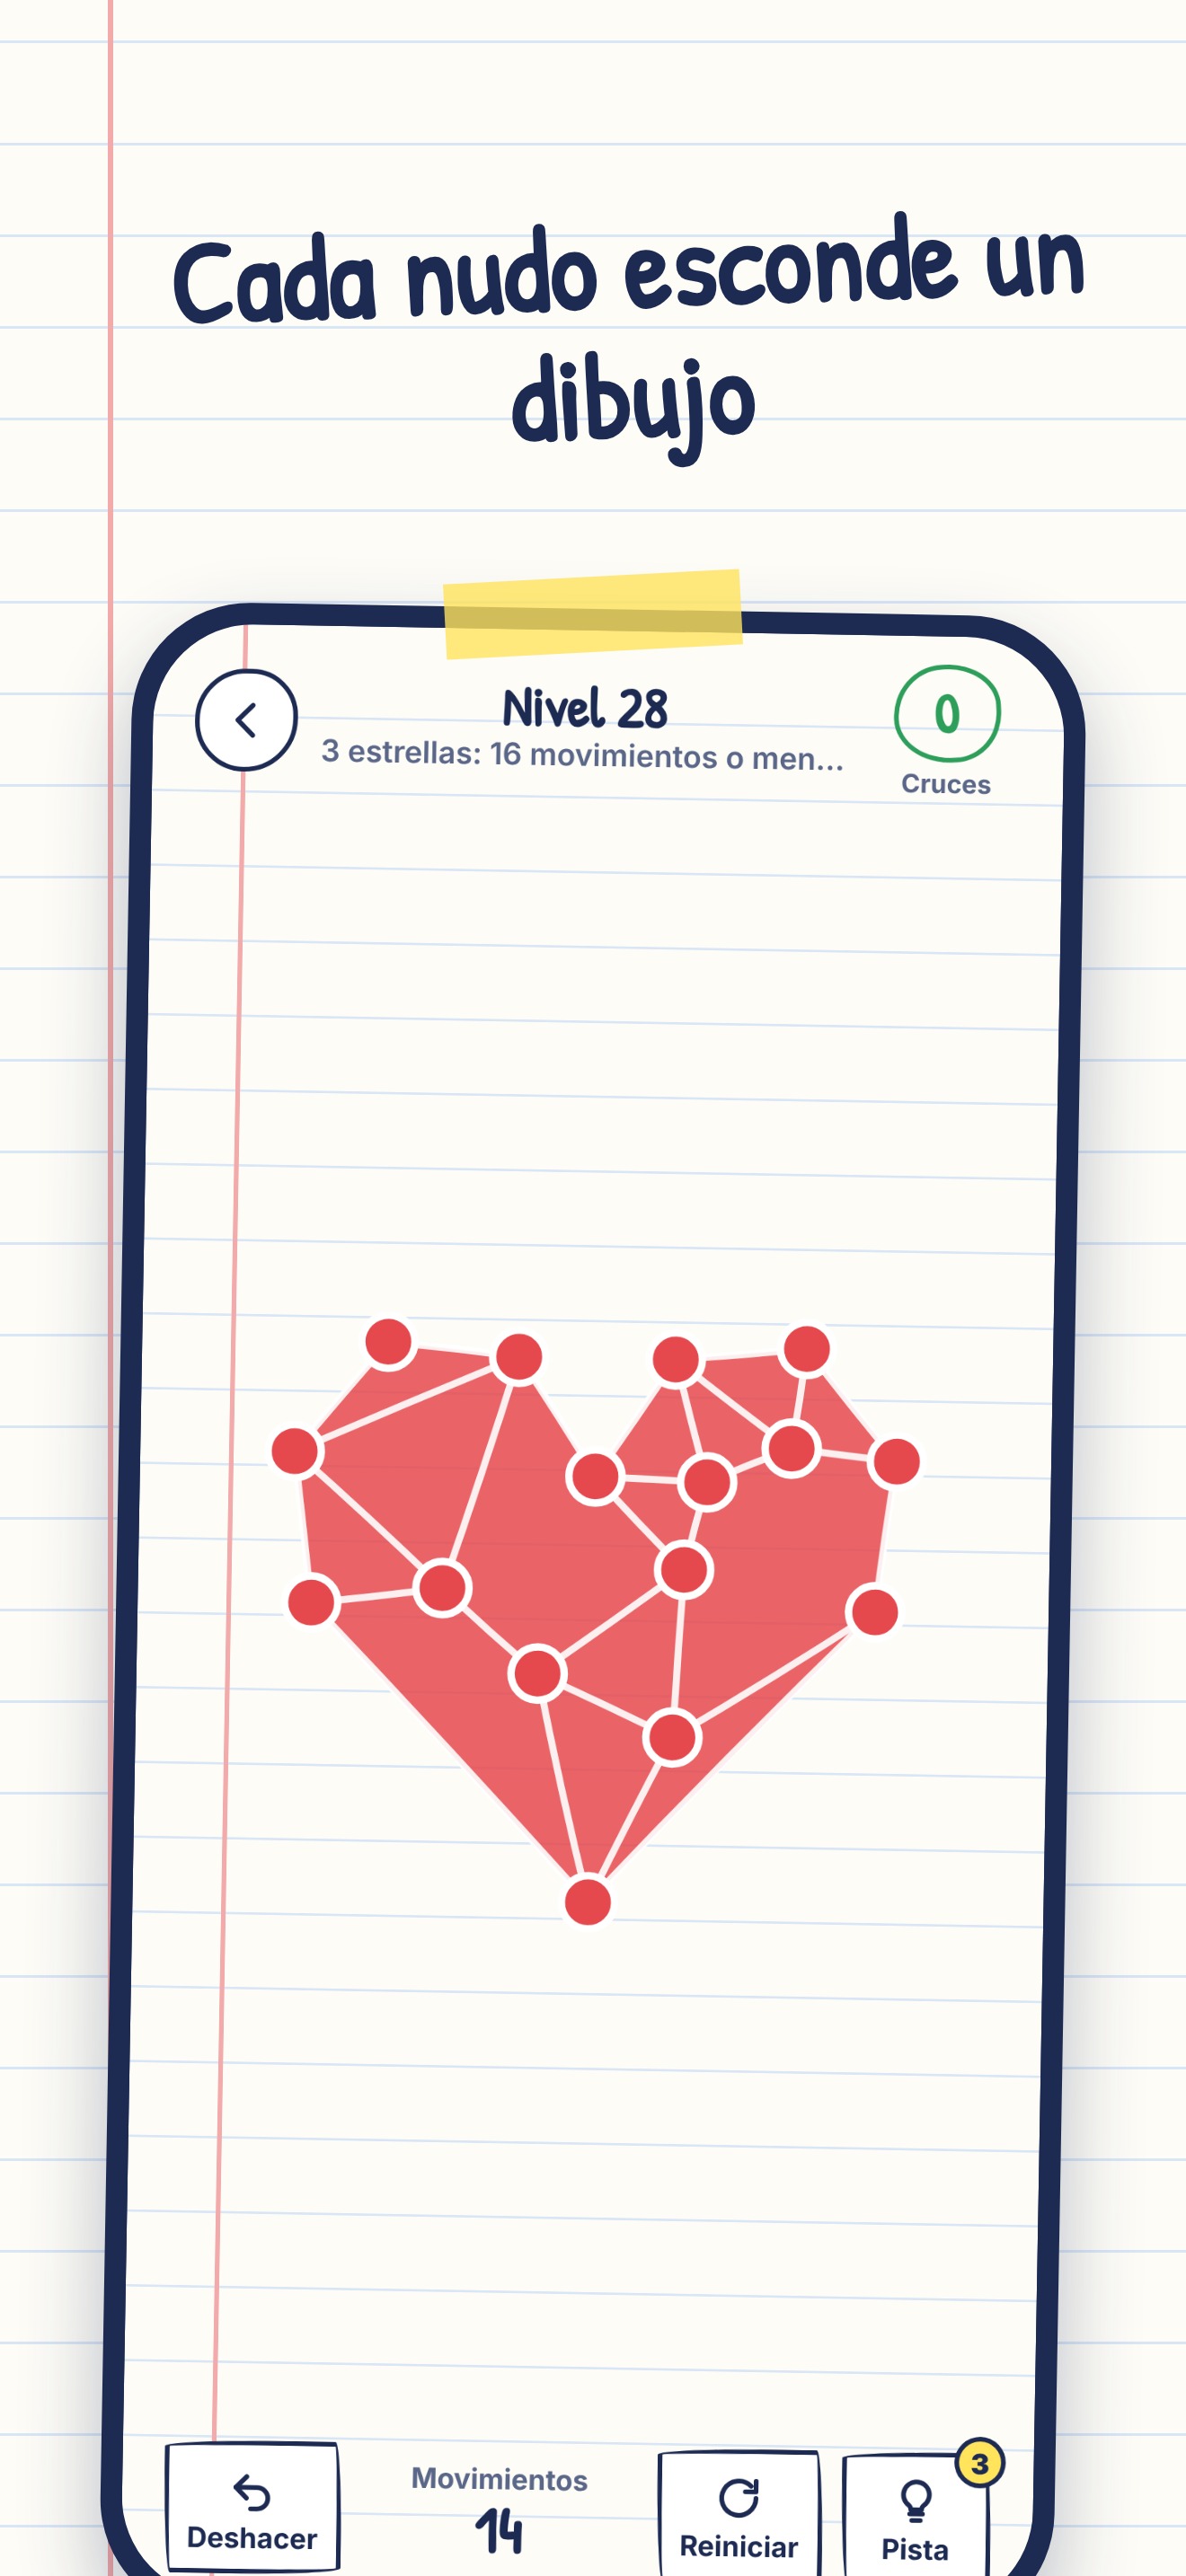 Cada nudo esconde un
dibujo
Nivel 28
3 estrellas: 16 movimientos o men...
0
Cruces
3
Deshacer
Movimientos
14
Reiniciar
Pista